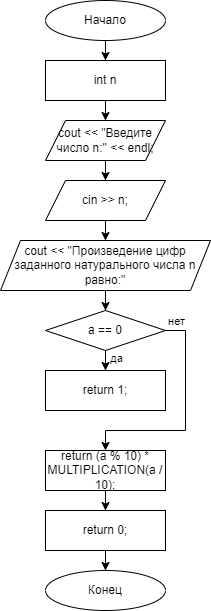 Начало
int n
cout << "Введите
число n:" << endl;
cin >> n;
cout << "Произведение цифр
заданного натурального числа n
равно:"
a == 0
нет
да
return 1;
return (a % 10) *
MULTIPLICATION(a /
10);
return 0;
Конец